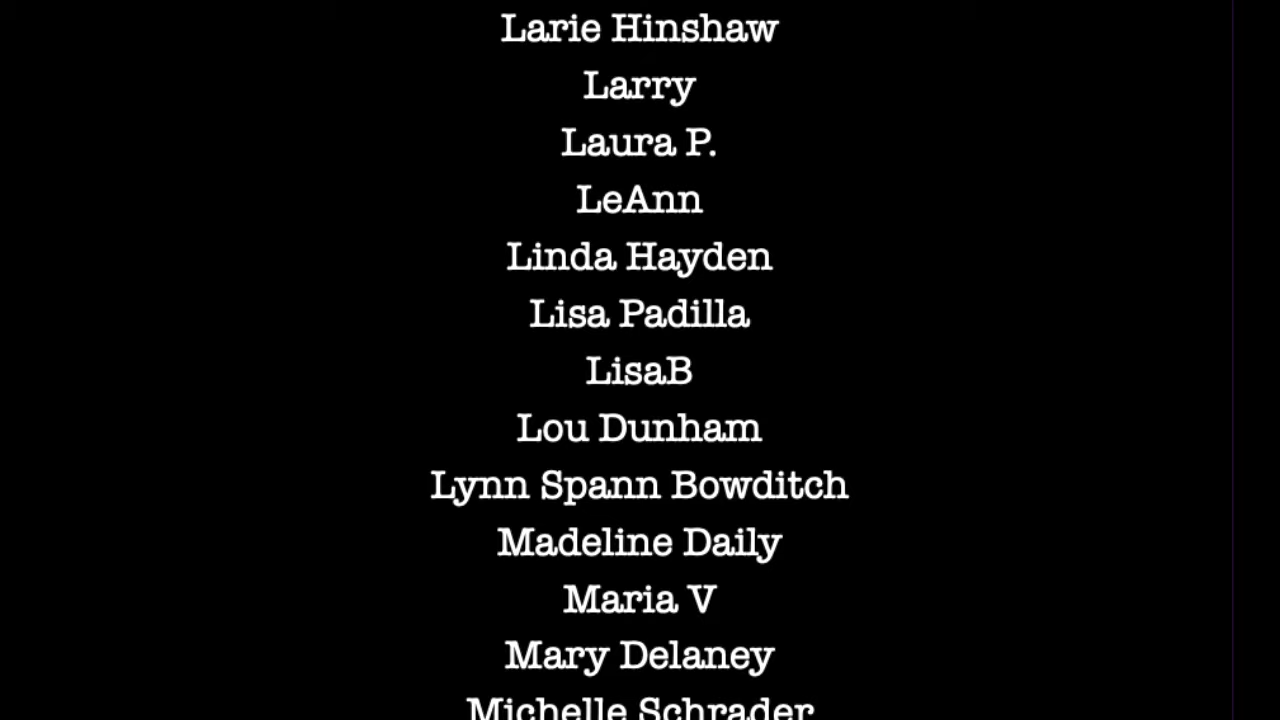 Larie Hinshaw
Larry
Laura P.
LeAnn
Linda Hayden
Lisa Padilla
LisaB
Lou Dunham
Lynn Spann Bowditch
Madeline Daily
Maria V
Mary Delaney
Michelle Schrader